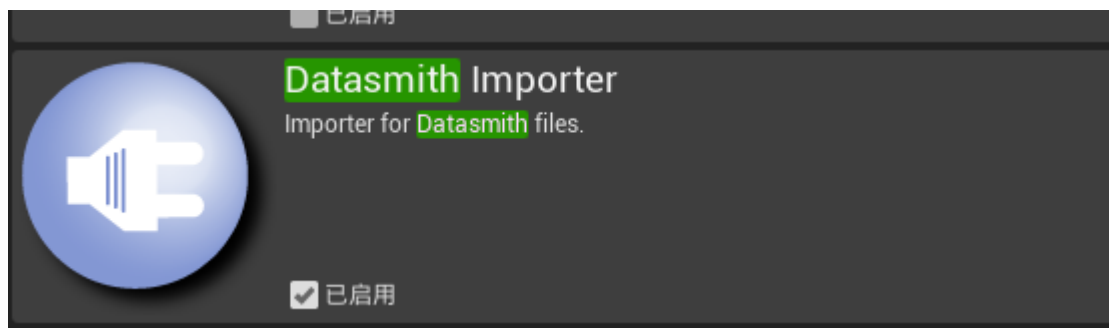 已启用
Datasmith Importer
Importer for Datasmith files.
已启用